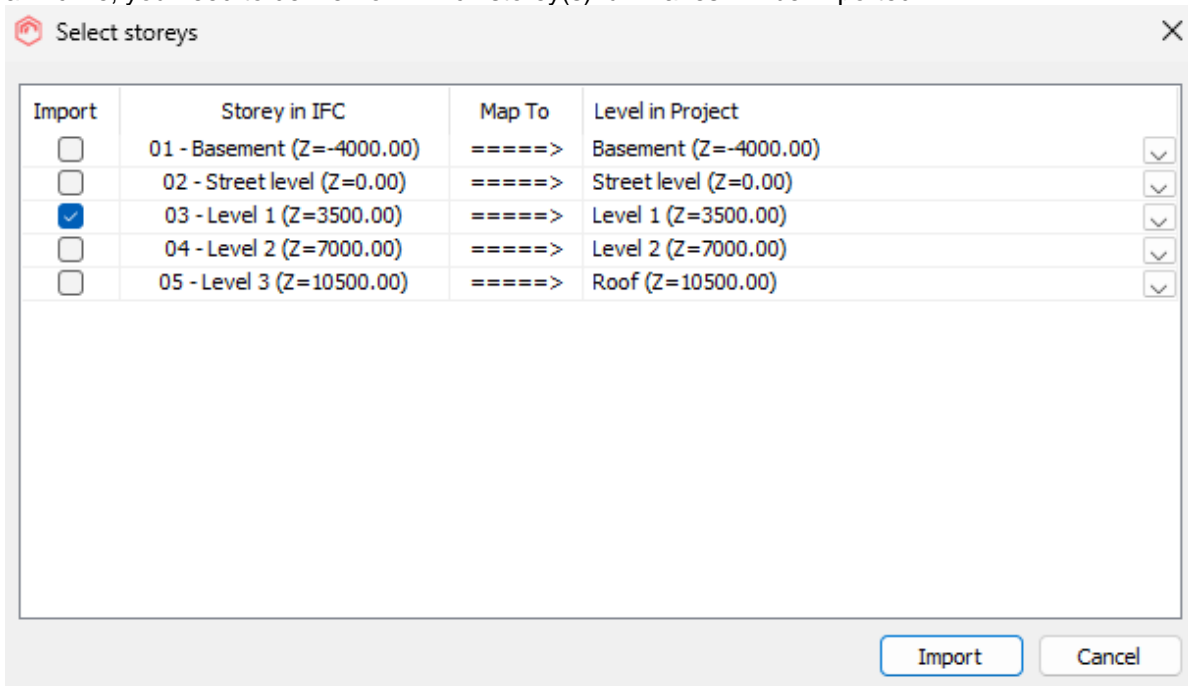 Select storeys
Import Storey in IFC Map To Level in Project
01 - Basement (Z=-4000.00) =====> Basement (Z=-4000.00)
02 - Street level (Z=0.00) =====> Street level (Z=0.00)
03 - Level 1 (Z=3500.00) =====> Level 1 (Z=3500.00)
04 - Level 2 (Z=7000.00) =====> Level 2 (Z=7000.00)
05 - Level 3 (Z=10500.00) =====> Roof (Z=10500.00)
Import Cancel